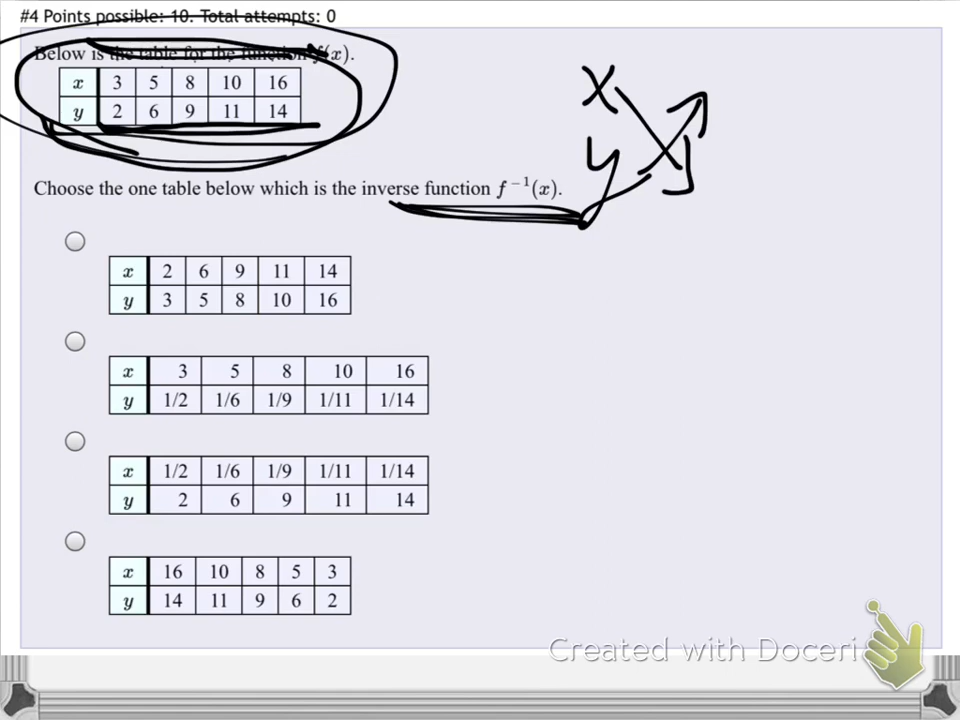 #4 Points possible: 10. Total attempts: 0
Below is the table for the function f(x).
x 3 5 8 10 16
y 2 6 9 11 14
x
y y
Choose the one table below which is the inverse function f⁻¹(x).
x 2 6 9 11 14
y 3 5 8 10 16
x 3 5 8 10 16
y 1/2 1/6 1/9 1/11 1/14
x 1/2 1/6 1/9 1/11 1/14
y 2 6 9 11 14
x 16 10 8 5 3
y 14 11 9 6 2
Created with Doceri